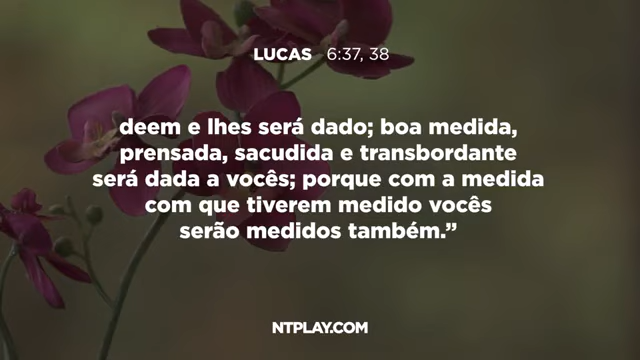 LUCAS 6:37, 38
deem e lhes será dado; boa medida,
prensada, sacudida e transbordante
será dada a vocês; porque com a medida
com que tiverem medido vocês
serão medidos também.”
NTPLAY.COM